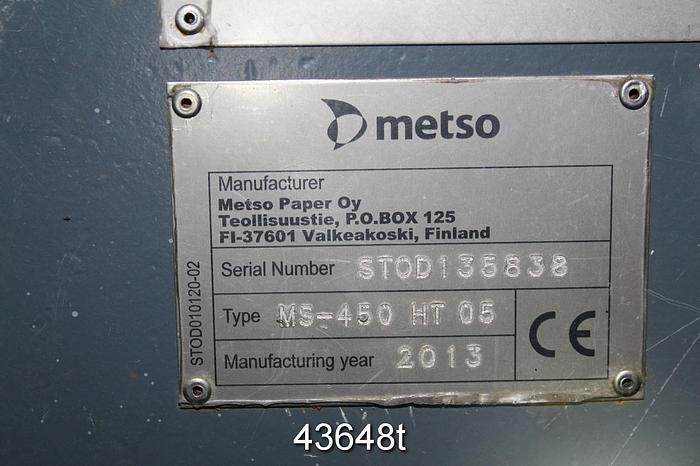 metso
Manufacturer
Metso Paper Oy
Teollisuustie, P.O.BOX 125
FI-37601 Valkeakoski, Finland
Serial Number STOD135838
Type MS-450 HT 05
Manufacturing year 2013
CE
STOD010120-02
43648t